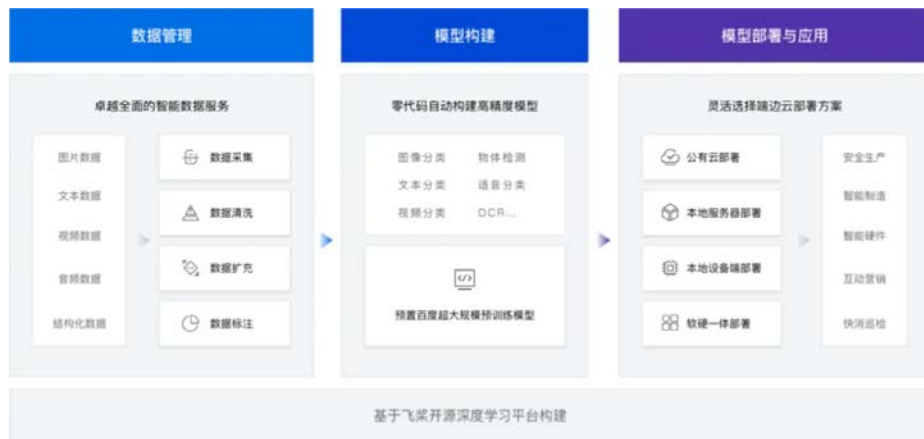 数据管理
卓越全面的智能数据服务
图片数据
文本数据
视频数据
音频数据
结构化数据
数据采集
数据清洗
数据扩充
数据标注
模型构建
零代码自动构建高精度模型
图像分类 物体检测
文本分类 语音分类
视频分类 OCR...
预置百度超大规模预训练模型
模型部署与应用
灵活选择端边云部署方案
公有云部署
本地服务器部署
本地设备端部署
软硬一体部署
安全生产
智能制造
智能硬件
互动营销
快消巡检
基于飞桨开源深度学习平台构建